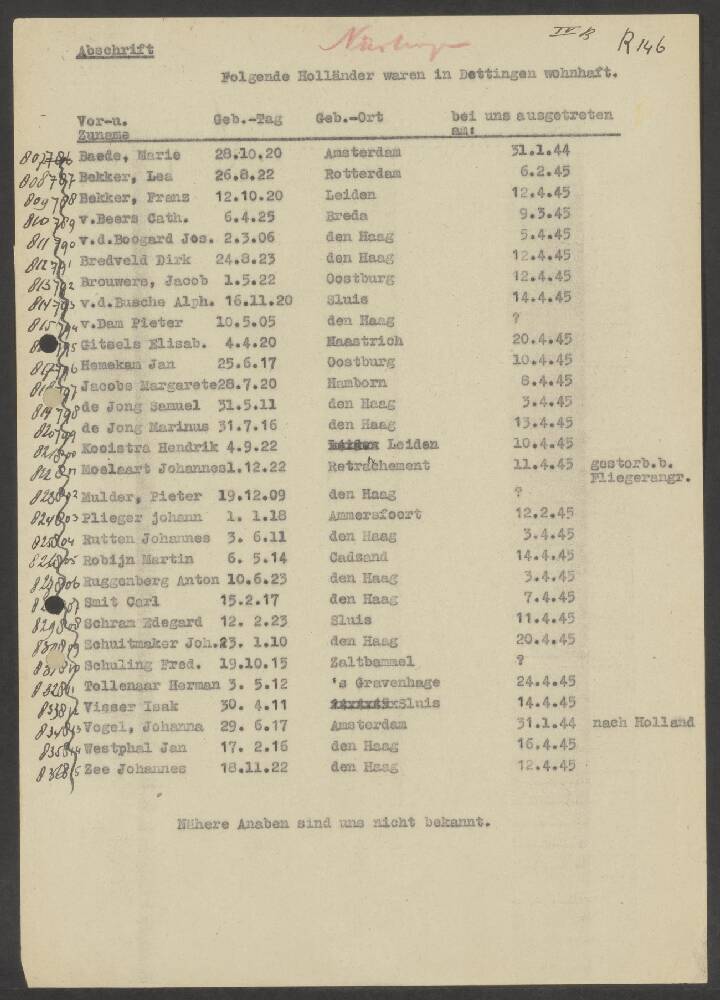 IV B R 146
Abschrift
Folgende Holländer waren in Dettingen wohnhaft.
Vor-u. Geb.-Tag Geb.-Ort bei uns ausgetreten
Zuname am:
Baede, Marie 28.10.20 Amsterdam 31.1.44
Bekker, Lea 26.8.22 Rotterdam 6.2.45
Bekker, Franz 12.10.20 Leiden 12.4.45
v.Beers Cath. 6.4.25 Breda 9.3.45
v.d.Boogard Jos. 2.3.06 den Haag 5.4.45
Bredveld Dirk 24.8.23 den Haag 12.4.45
Brouwers, Jacob 1.5.22 Oostburg 12.4.45
v.d.Busche Alph. 16.11.20 Sluis 14.4.45
v.Dam Pieter 10.5.05 den Haag ?
Gitsels Elisab. 4.4.20 Maastrich 20.4.45
Hemekam Jan 25.6.17 Oostburg 10.4.45
Jacobs Margarete28.7.20 Hamborn 8.4.45
de Jong Samuel 31.5.11 den Haag 3.4.45
de Jong Marinus 31.7.16 den Haag 13.4.45
Kooistra Hendrik 4.9.22 Leiden 10.4.45
Moelaart Johannes1.12.22 Retrachement 11.4.45 gestorb.b.
Fliegerangr.
Mulder, Pieter 19.12.09 den Haag ?
Plieger johann 1. 1.18 Ammersfoort 12.2.45
Rutten Johannes 3. 6.11 den Haag 3.4.45
Robijn Martin 6. 5.14 Cadzand 14.4.45
Ruggenberg Anton 10.6.23 den Haag 3.4.45
Smit Carl 15.2.17 den Haag 7.4.45
Schram Edegard 12. 2.23 Sluis 11.4.45
Schuitmaker Joh.23. 1.10 den Haag 20.4.45
Schuling Fred. 19.10.15 Zaltbammel ?
Tollenaar Herman 3. 5.12 's Gravenhage 24.4.45
Visser Isak 30. 4.11 Sluis 14.4.45
Vogel, Johanna 29. 6.17 Amsterdam 31.1.44 nach Holland
Westphal Jan 17. 2.16 den Haag 16.4.45
Zee Johannes 18.11.22 den Haag 12.4.45
Nähere Anaben sind uns nicht bekannt.